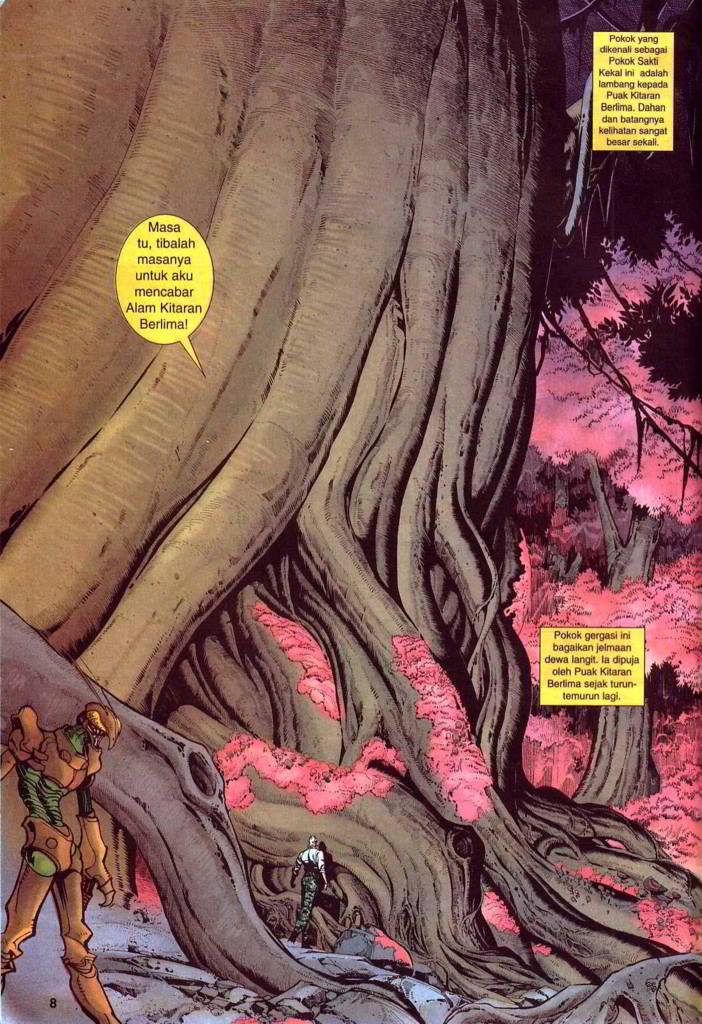 Pokok yang
dikenali sebagai
Pokok Sakti
Kekal ini adalah
lambang kepada
Puak Kitaran
Berlima. Dahan
dan batangnya
kelihatan sangat
besar sekali.
Masa
tu, tibalah
masanya
untuk aku
mencabar
Alam Kitaran
Berlima!
Pokok gergasi ini
bagaikan jelmaan
dewa langit. Ia dipuja
oleh Puak Kitaran
Berlima sejak turun-
temurun lagi.
8